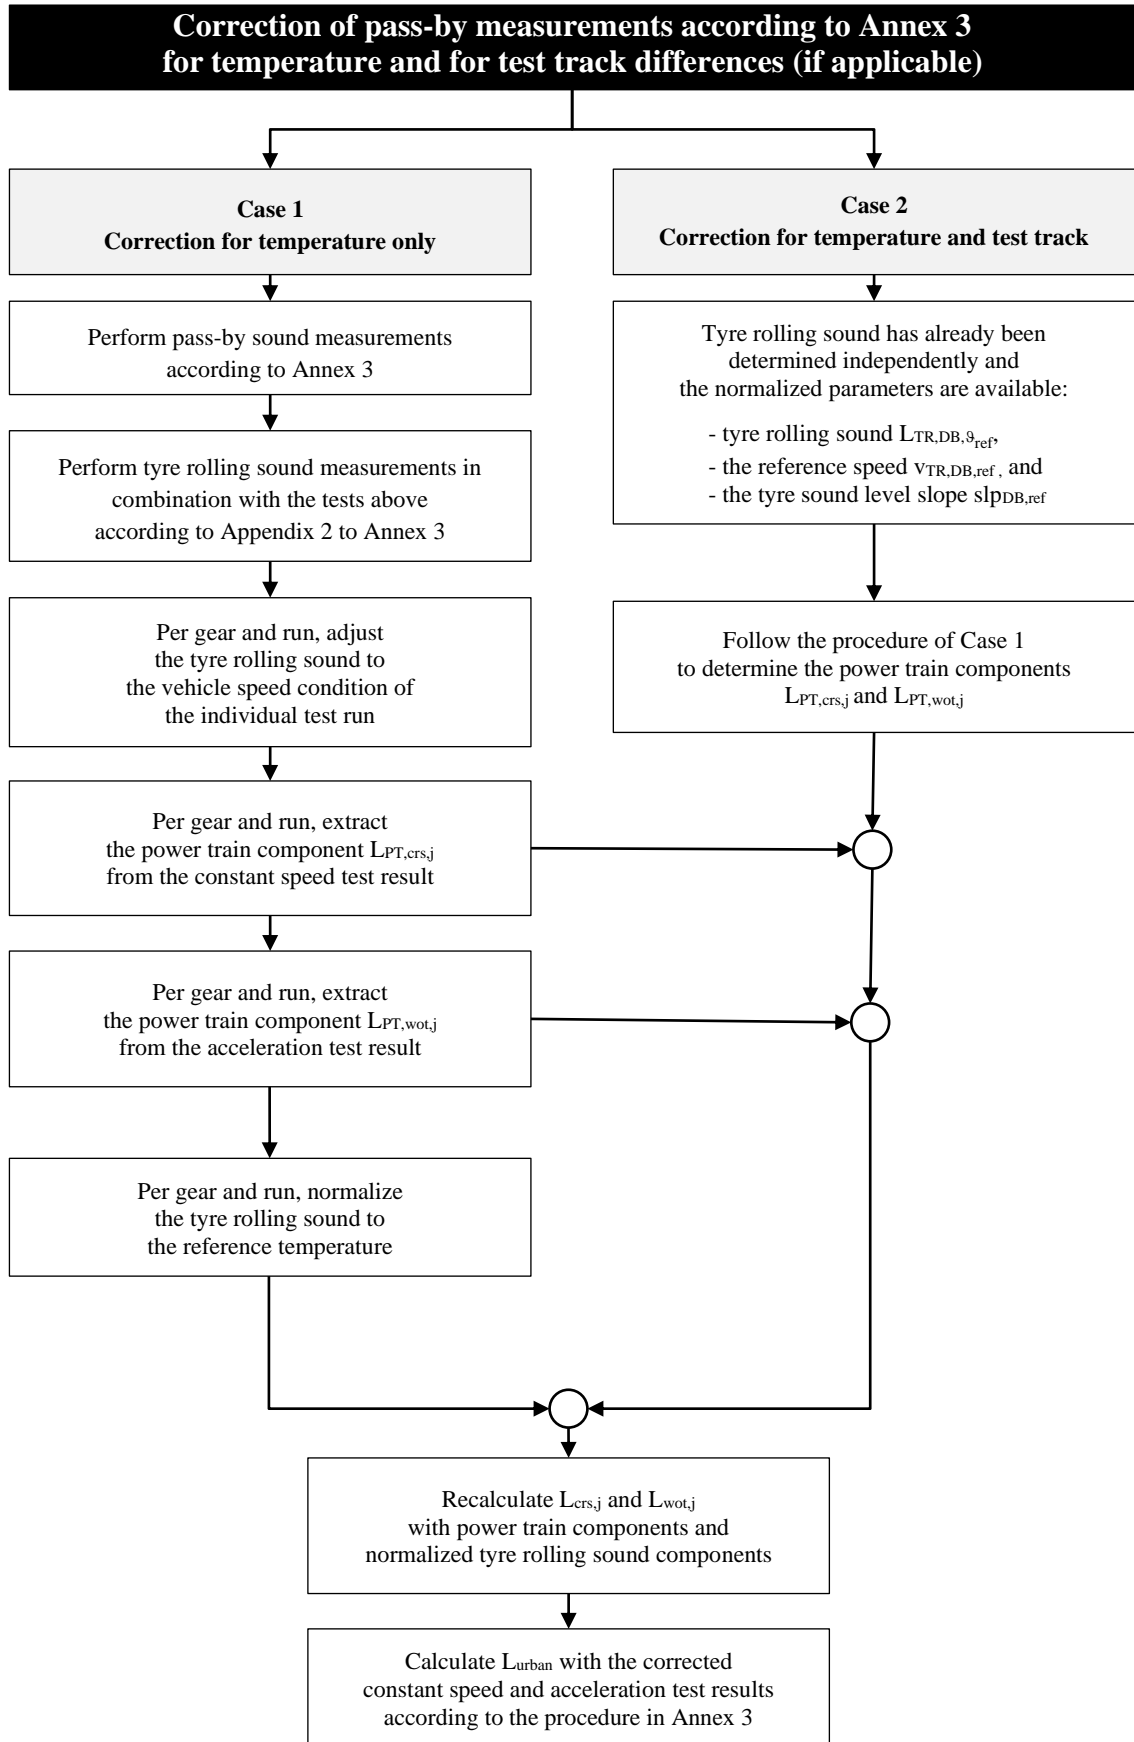 Correction of pass-by measurements according to Annex 3
for temperature and for test track differences (if applicable)
Case 1
Correction for temperature only
Perform pass-by sound measurements
according to Annex 3
Perform tyre rolling sound measurements in
combination with the tests above
according to Appendix 2 to Annex 3
Per gear and run, adjust
the tyre rolling sound to
the vehicle speed condition of
the individual test run
Per gear and run, extract
the power train component LPT,crs,j
from the constant speed test result
Per gear and run, extract
the power train component LPT,wot,j
from the acceleration test result
Per gear and run, normalize
the tyre rolling sound to
the reference temperature
Case 2
Correction for temperature and test track
Tyre rolling sound has already been
determined independently and
the normalized parameters are available:
- tyre rolling sound LTR,DB,ϑref,
- the reference speed vTR,DB,ref , and
- the tyre sound level slope slpDB,ref
Follow the procedure of Case 1
to determine the power train components
LPT,crs,j and LPT,wot,j
Recalculate Lcrs,j and Lwot,j
with power train components and
normalized tyre rolling sound components
Calculate Lurban with the corrected
constant speed and acceleration test results
according to the procedure in Annex 3